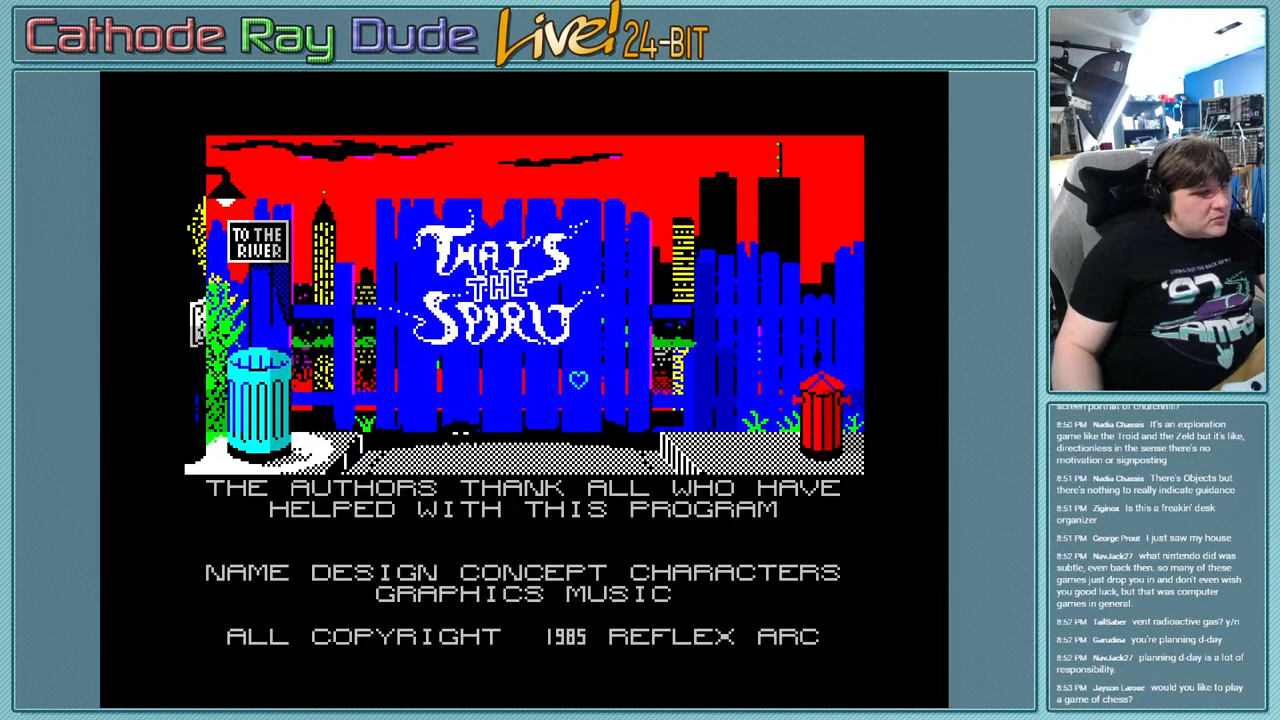 Cathode Ray Dude Live! 24-BIT
TO THE
RIVER
THAT'S
THE
SPIRIT
THE AUTHORS THANK ALL WHO HAVE
HELPED WITH THIS PROGRAM
NAME DESIGN CONCEPT CHARACTERS
GRAPHICS MUSIC
ALL COPYRIGHT 1985 REFLEX ARC
'97
screen portrait of churchill?
8:50 PM Nadia Chassis It's an exploration
game like the Troid and the Zeld but it's like,
directionless in the sense there's no
motivation or signposting
8:51 PM Nadia Chassis There's Objects but
there's nothing to really indicate guidance
8:51 PM Ziginox Is this a freakin' desk
organizer
8:51 PM George Prout I just saw my house
8:52 PM NavJack27 what nintendo did was
subtle, even back then. so many of these
games just drop you in and don't even wish
you good luck, but that was computer
games in general.
8:52 PM TailSaber vent radioactive gas? y/n
8:52 PM Garudina you're planning d-day
8:52 PM NavJack27 planning d-day is a lot of
responsibility.
8:53 PM Jayson Larose would you like to play
a game of chess?